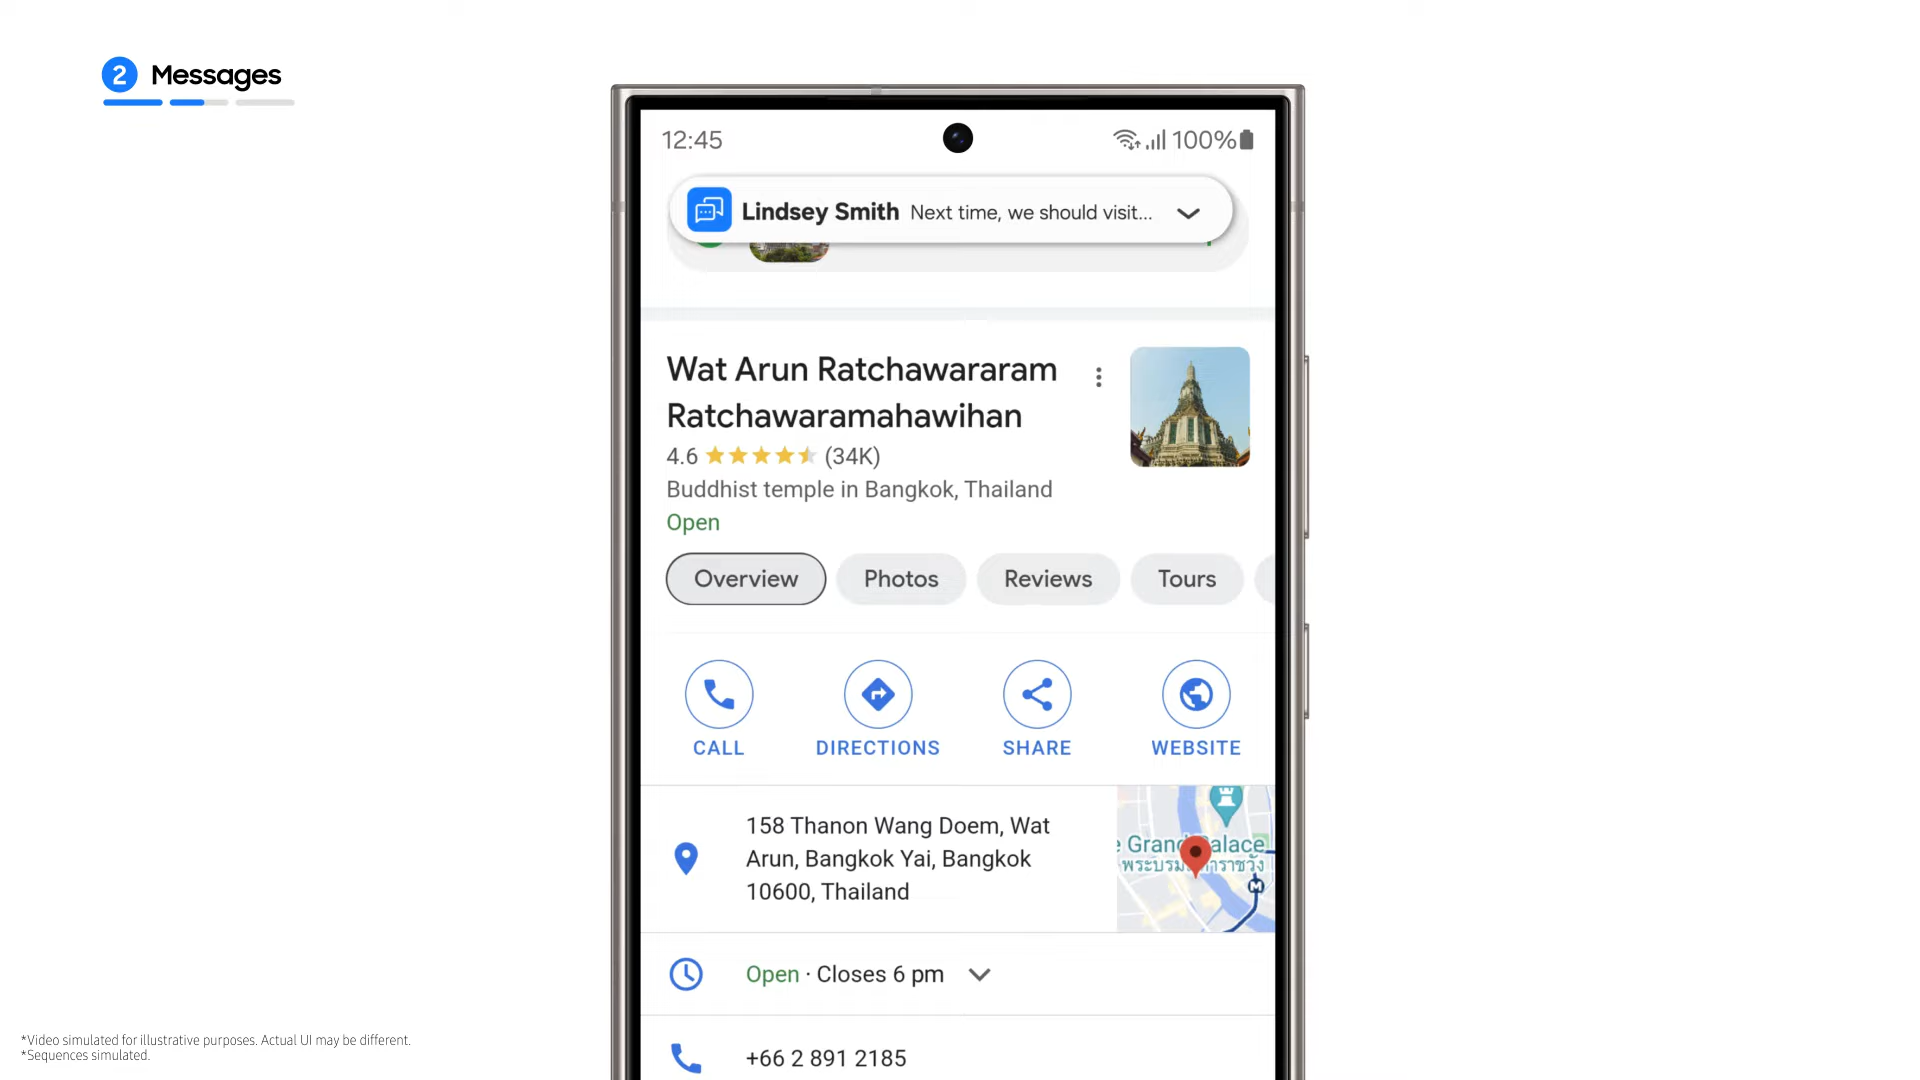 2 Messages
12:45
100%
Lindsey Smith Next time, we should visit...
Wat Arun Ratchawararam
Ratchawaramahawihan
4.6 (34K)
Buddhist temple in Bangkok, Thailand
Open
Overview Photos Reviews Tours
CALL DIRECTIONS SHARE WEBSITE
158 Thanon Wang Doem, Wat
Arun, Bangkok Yai, Bangkok
10600, Thailand
M
Open · Closes 6 pm
+66 2 891 2185
*Video simulated for illustrative purposes. Actual UI may be different.
*Sequences simulated.